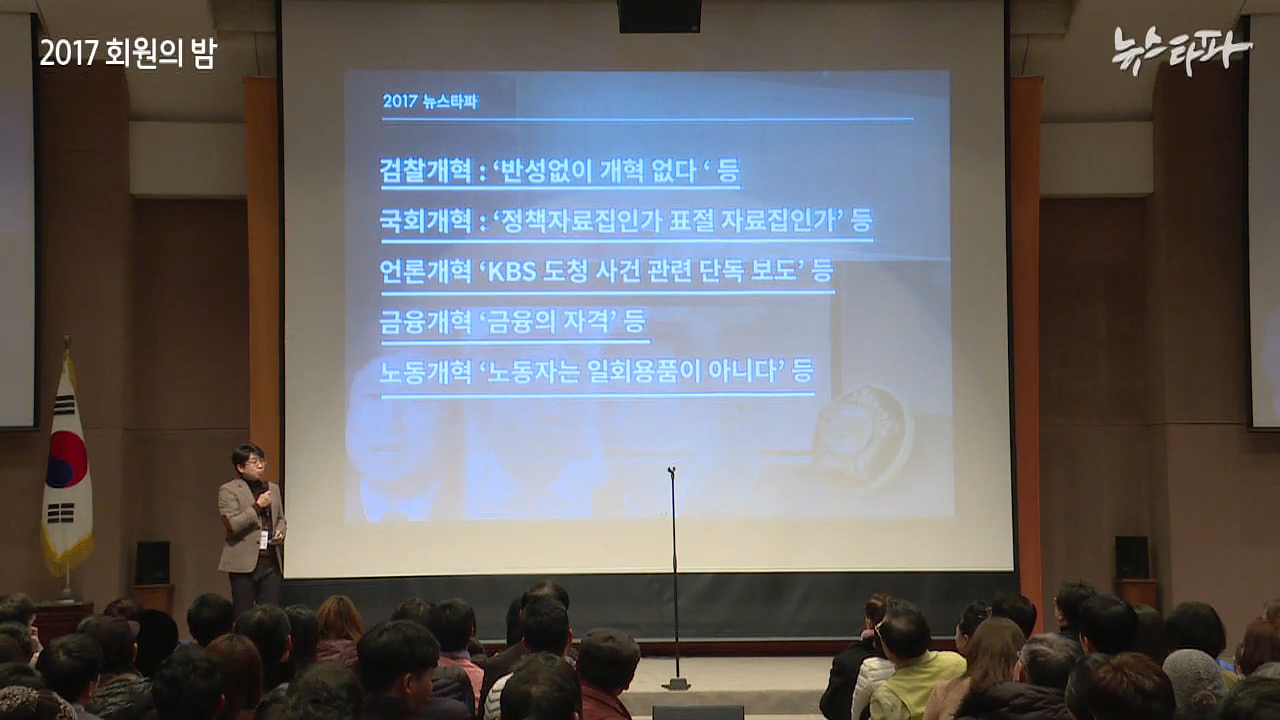 2017 회원의 밤
뉴스타파
2017 뉴스타파
검찰개혁 : ‘반성없이 개혁 없다 ‘ 등
국회개혁 : ‘정책자료집인가 표절 자료집인가’ 등
언론개혁 ‘KBS 도청 사건 관련 단독 보도’ 등
금융개혁 ‘금융의 자격’ 등
노동개혁 ‘노동자는 일회용품이 아니다’ 등